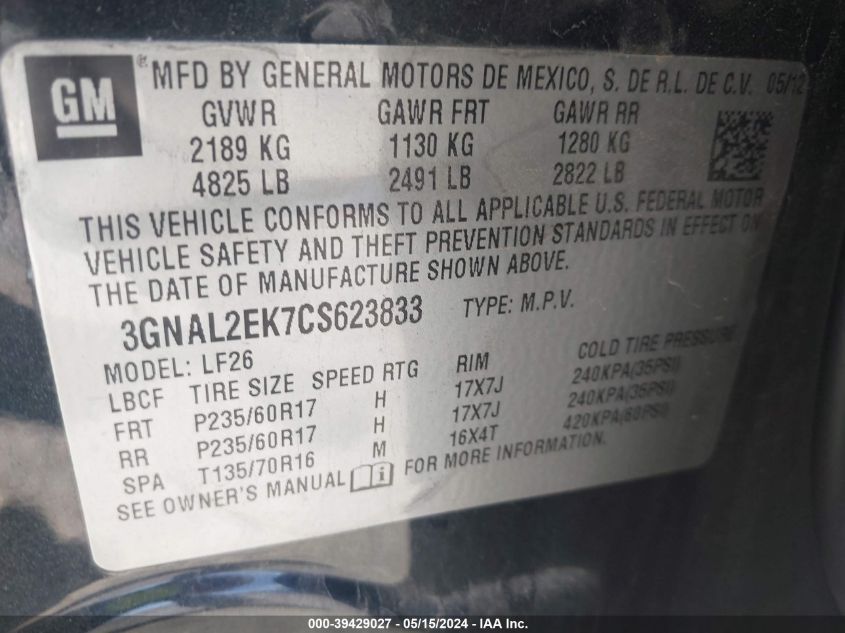 GM ® MFD BY GENERAL MOTORS DE MEXICO, S. DE R.L. DE C.V. 05/12
GVWR GAWR FRT GAWR RR
2189 KG 1130 KG 1280 KG
4825 LB 2491 LB 2822 LB
THIS VEHICLE CONFORMS TO ALL APPLICABLE U.S. FEDERAL MOTOR
VEHICLE SAFETY AND THEFT PREVENTION STANDARDS IN EFFECT ON
THE DATE OF MANUFACTURE SHOWN ABOVE.
3GNAL2EK7CS623833 TYPE: M.P.V.
MODEL: LF26
LBCF TIRE SIZE SPEED RTG RIM COLD TIRE PRESSURE
FRT P235/60R17 H 17X7J 240KPA(35PSI)
RR P235/60R17 H 17X7J 240KPA(35PSI)
SPA T135/70R16 M 16X4T 420KPA(60PSI)
SEE OWNER'S MANUAL i FOR MORE INFORMATION.
000-39429027 - 05/15/2024 - IAA Inc.